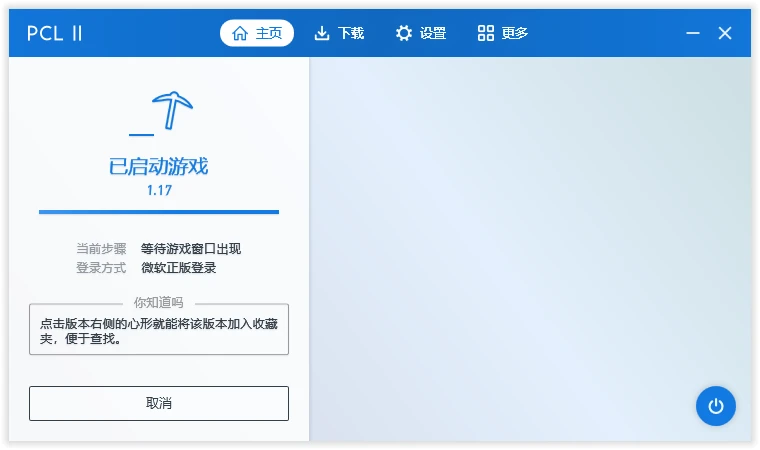 PCL II
主页
下载
设置
更多
已启动游戏
1.17
当前步骤 等待游戏窗口出现
登录方式 微软正版登录
你知道吗
点击版本右侧的心形就能将该版本加入收藏
夹，便于查找。
取消